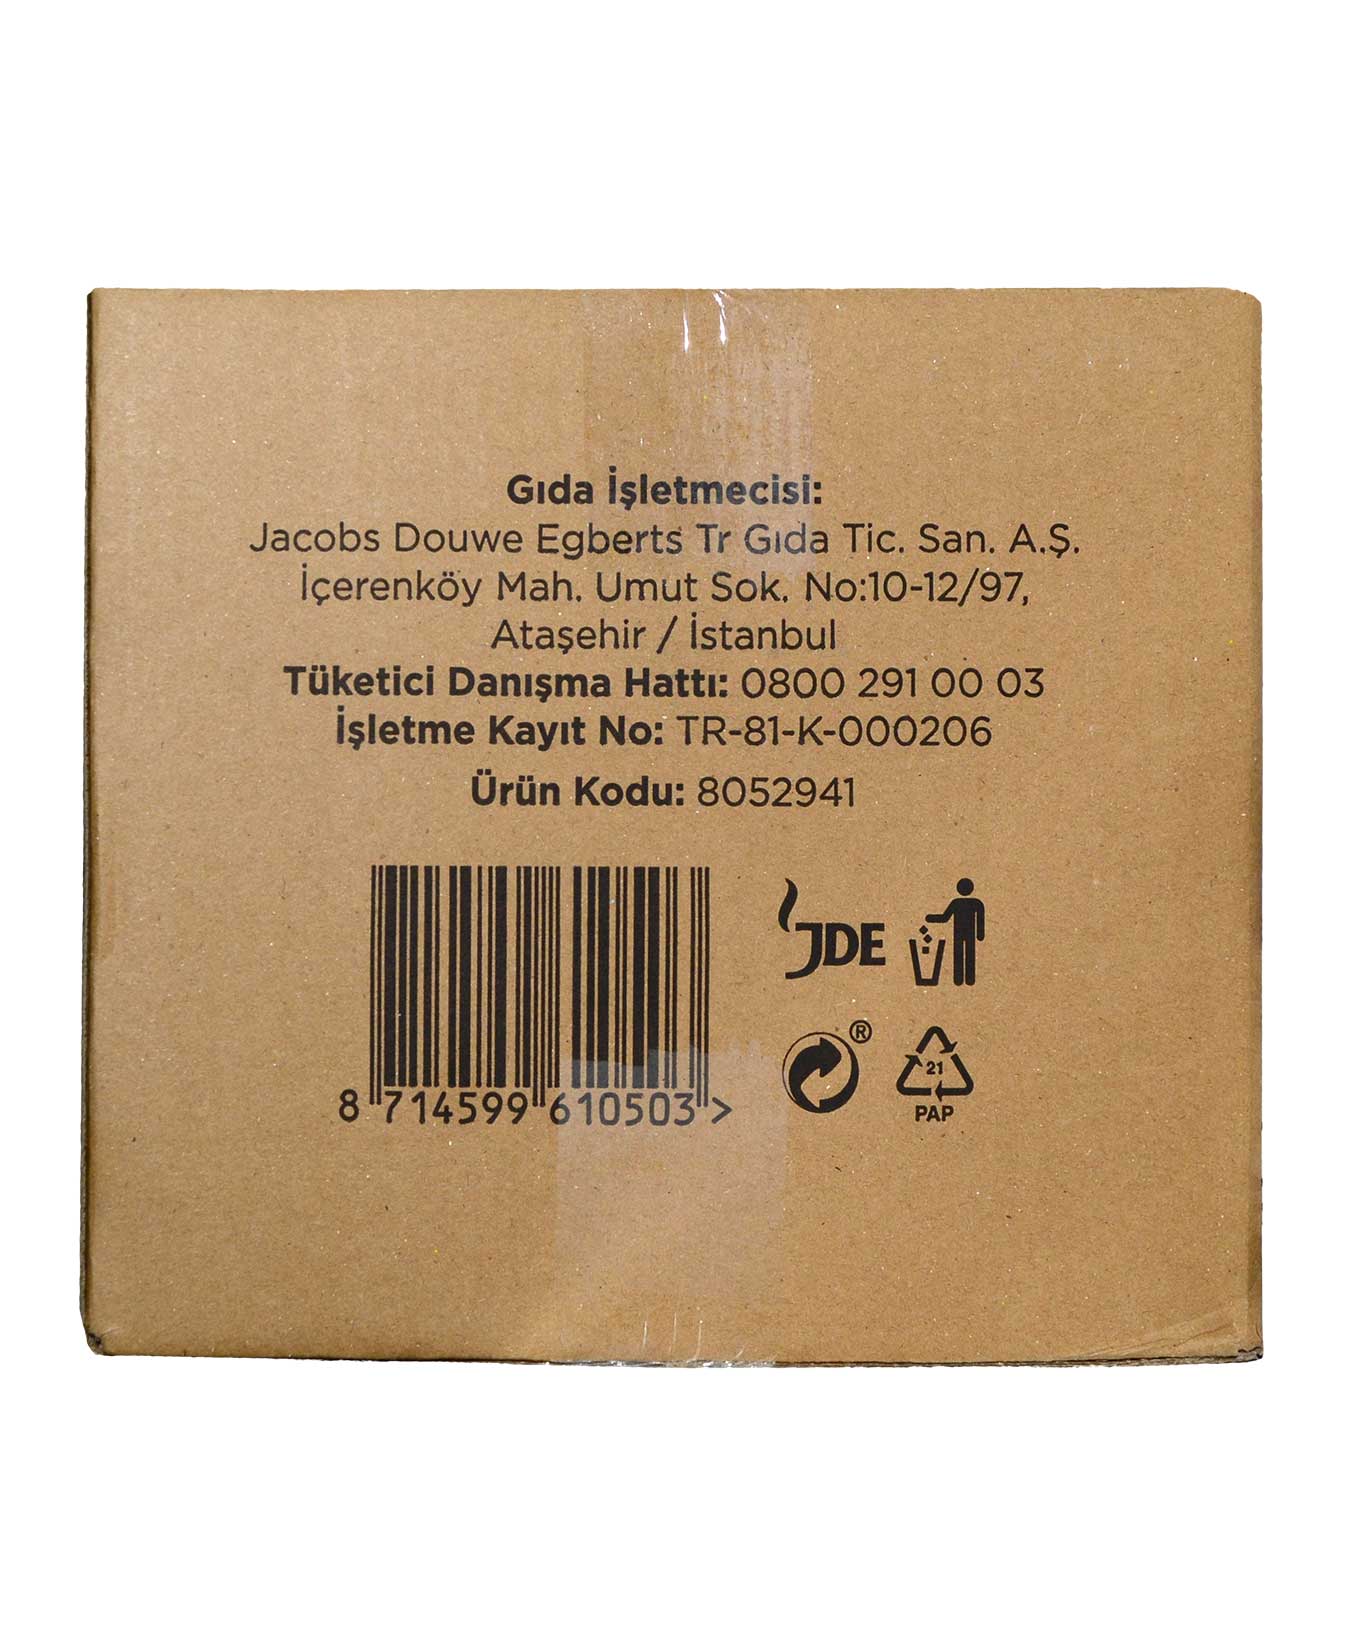 Gıda İşletmecisi:
Jacobs Douwe Egberts Tr Gıda Tic. San. A.Ş.
İçerenköy Mah. Umut Sok. No:10-12/97,
Ataşehir / İstanbul
Tüketici Danışma Hattı: 0800 291 00 03
İşletme Kayıt No: TR-81-K-000206
Ürün Kodu: 8052941
JDE
®
21
PAP
8 714599 610503 >